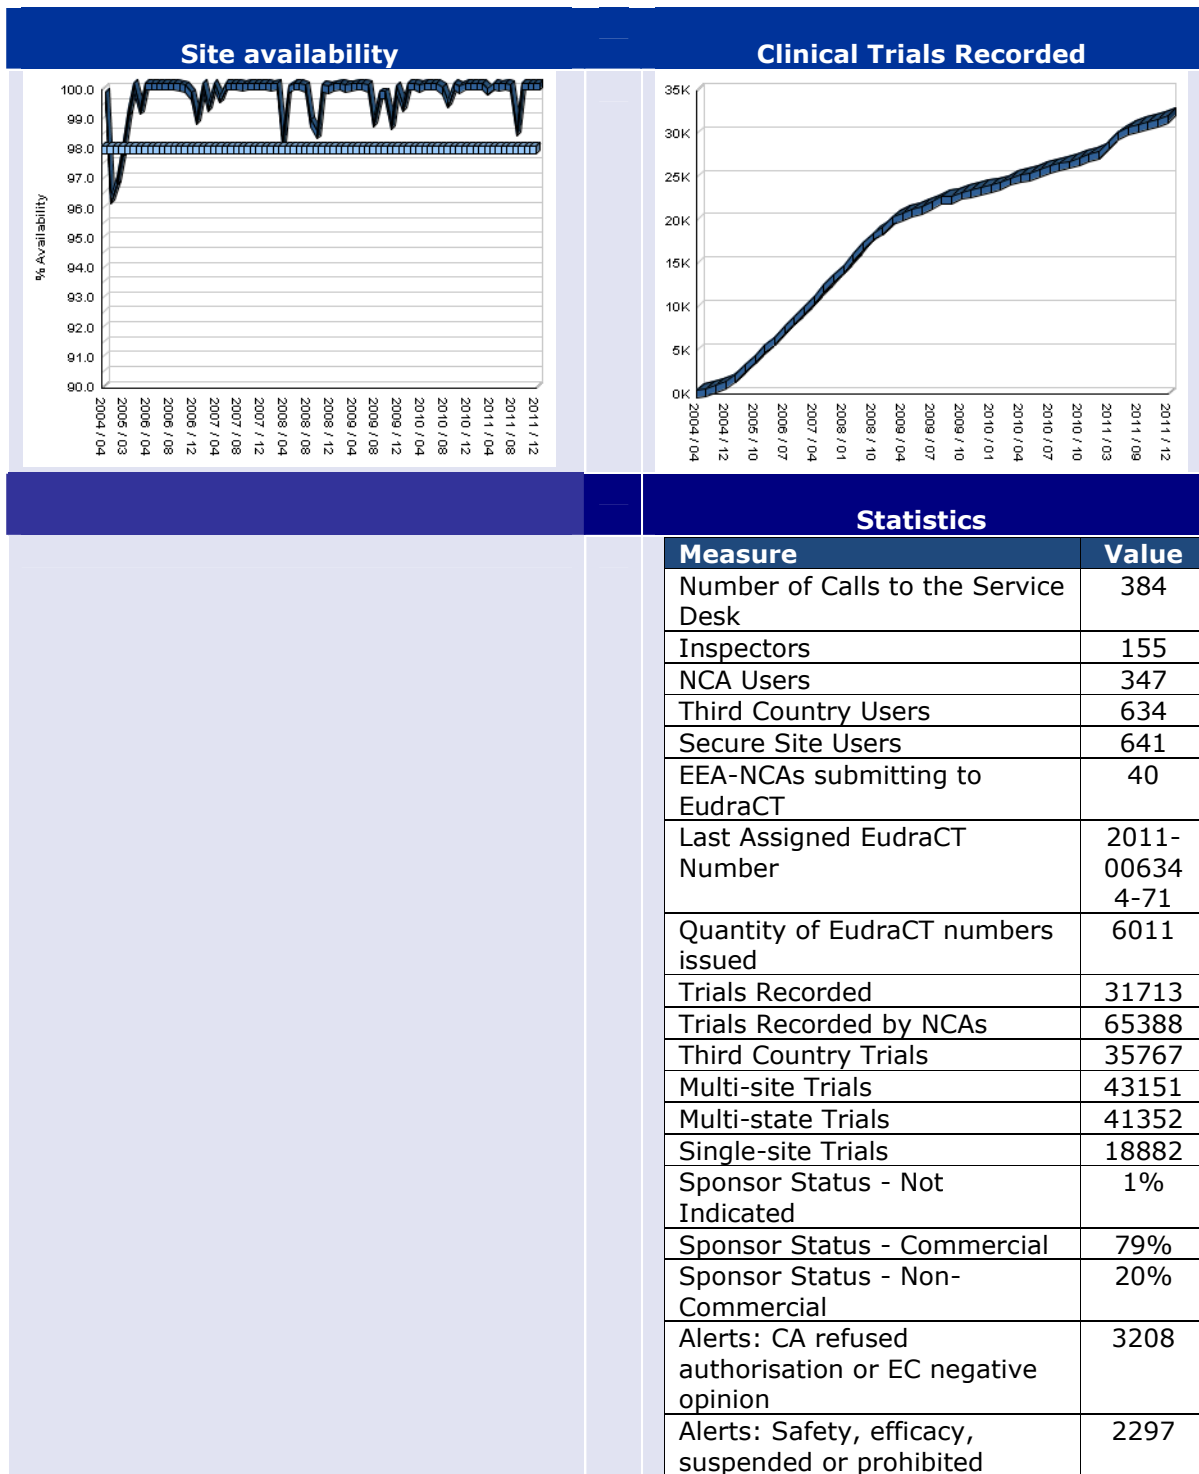 Site availability
Clinical Trials Recorded
100.0
99.0
98.0
97.0
96.0
95.0
94.0
93.0
92.0
91.0
90.0
% Availability
2004 / 04
2005 / 03
2006 / 04
2006 / 08
2006 / 12
2007 / 04
2007 / 08
2007 / 12
2008 / 04
2008 / 08
2008 / 12
2009 / 04
2009 / 08
2009 / 12
2010 / 04
2010 / 08
2010 / 12
2011 / 04
2011 / 08
2011 / 12
35K
30K
25K
20K
15K
10K
5K
0K
2004 / 04
2004 / 12
2005 / 10
2006 / 07
2007 / 04
2008 / 01
2008 / 10
2009 / 04
2009 / 07
2009 / 10
2010 / 01
2010 / 04
2010 / 07
2010 / 10
2011 / 03
2011 / 09
2011 / 12
Statistics
Measure Value
Number of Calls to the Service 384
Desk
Inspectors 155
NCA Users 347
Third Country Users 634
Secure Site Users 641
EEA-NCAs submitting to 40
EudraCT
Last Assigned EudraCT 2011-
Number 00634
4-71
Quantity of EudraCT numbers 6011
issued
Trials Recorded 31713
Trials Recorded by NCAs 65388
Third Country Trials 35767
Multi-site Trials 43151
Multi-state Trials 41352
Single-site Trials 18882
Sponsor Status - Not 1%
Indicated
Sponsor Status - Commercial 79%
Sponsor Status - Non- 20%
Commercial
Alerts: CA refused 3208
authorisation or EC negative
opinion
Alerts: Safety, efficacy, 2297
suspended or prohibited